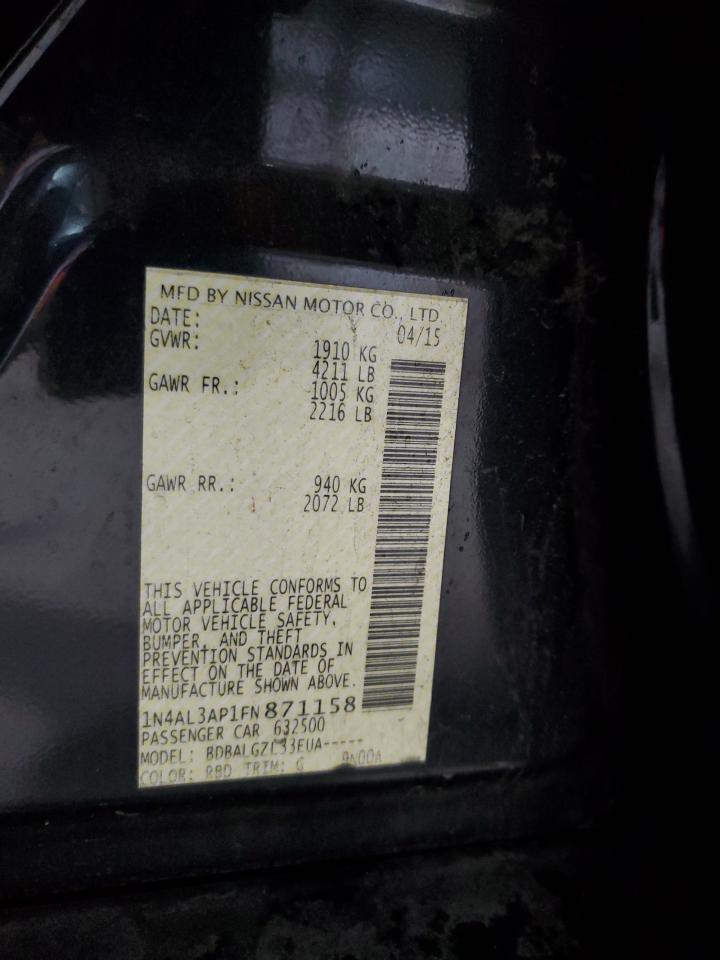 MFD BY NISSAN MOTOR CO., LTD.
DATE: 04/15
GVWR: 1910 KG
4211 LB
GAWR FR.: 1005 KG
2216 LB
GAWR RR.: 940 KG
2072 LB
THIS VEHICLE CONFORMS TO
ALL APPLICABLE FEDERAL
MOTOR VEHICLE SAFETY,
BUMPER, AND THEFT
PREVENTION STANDARDS IN
EFFECT ON THE DATE OF
MANUFACTURE SHOWN ABOVE.
1N4AL3AP1FN871158
PASSENGER CAR 632500
MODEL: BDBALGZL33EUA-----
COLOR: RBD TRIM: G